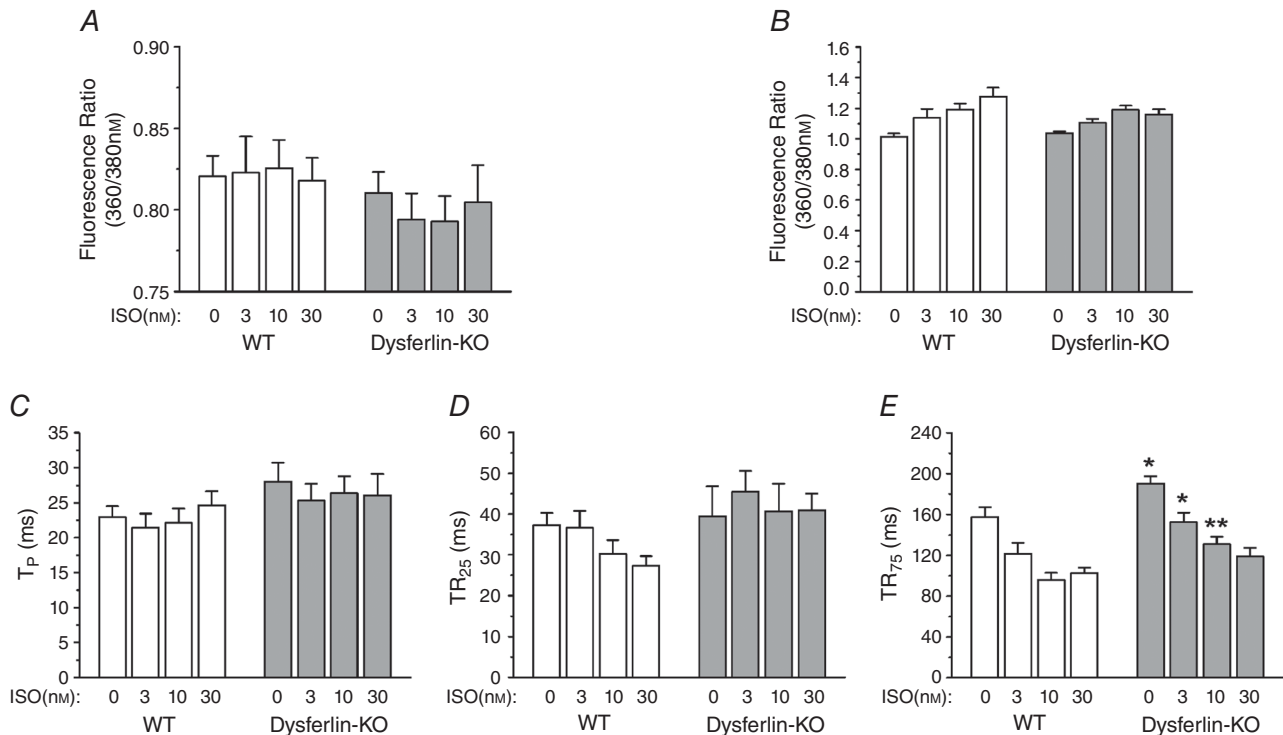 A
Fluorescence Ratio
(360/380nM)
0.90
0.85
0.80
0.75
ISO(nM): 0 3 10 30 0 3 10 30
WT Dysferlin-KO
B
Fluorescence Ratio
(360/380nM)
1.6
1.4
1.2
1.0
0.8
0.6
0.4
0.2
0.0
ISO(nM): 0 3 10 30 0 3 10 30
WT Dysferlin-KO
C
TP (ms)
35
30
25
20
15
10
5
0
ISO(nM): 0 3 10 30 0 3 10 30
WT Dysferlin-KO
D
TR25 (ms)
60
50
40
30
20
10
0
ISO(nM): 0 3 10 30 0 3 10 30
WT Dysferlin-KO
E
TR75 (ms)
240
200
160
120
80
40
0
* * **
ISO(nM): 0 3 10 30 0 3 10 30
WT Dysferlin-KO